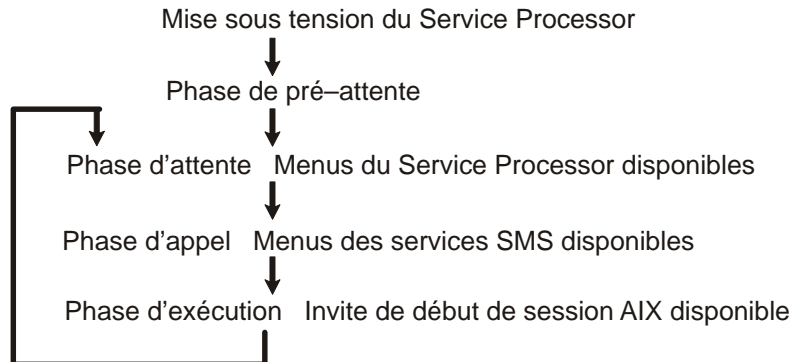 Mise sous tension du Service Processor
Phase de pré–attente
Phase d'attente Menus du Service Processor disponibles
Phase d'appel Menus des services SMS disponibles
Phase d'exécution Invite de début de session AIX disponible